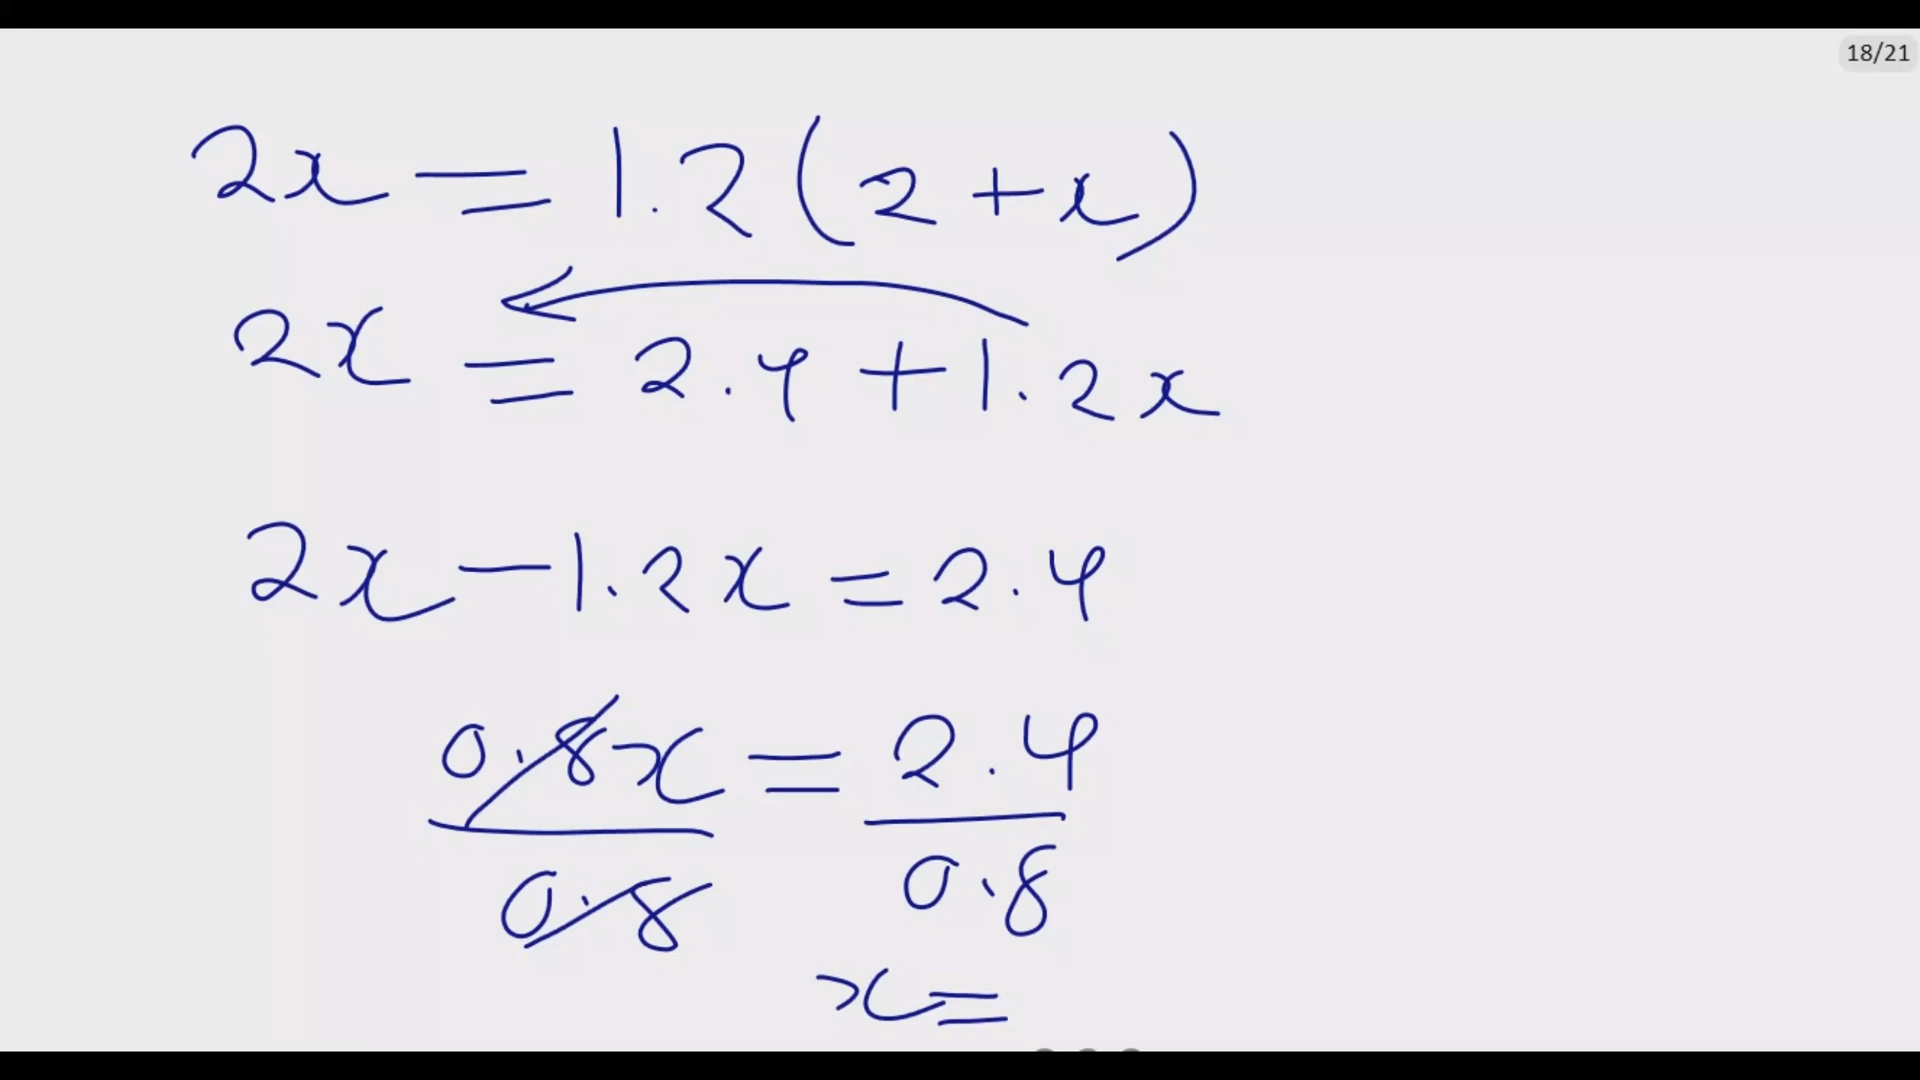 18/21
2x = 1.2(2+x)
2x = 2.4 + 1.2x
2x - 1.2x = 2.4
0.8x/0.8 = 2.4/0.8
x =